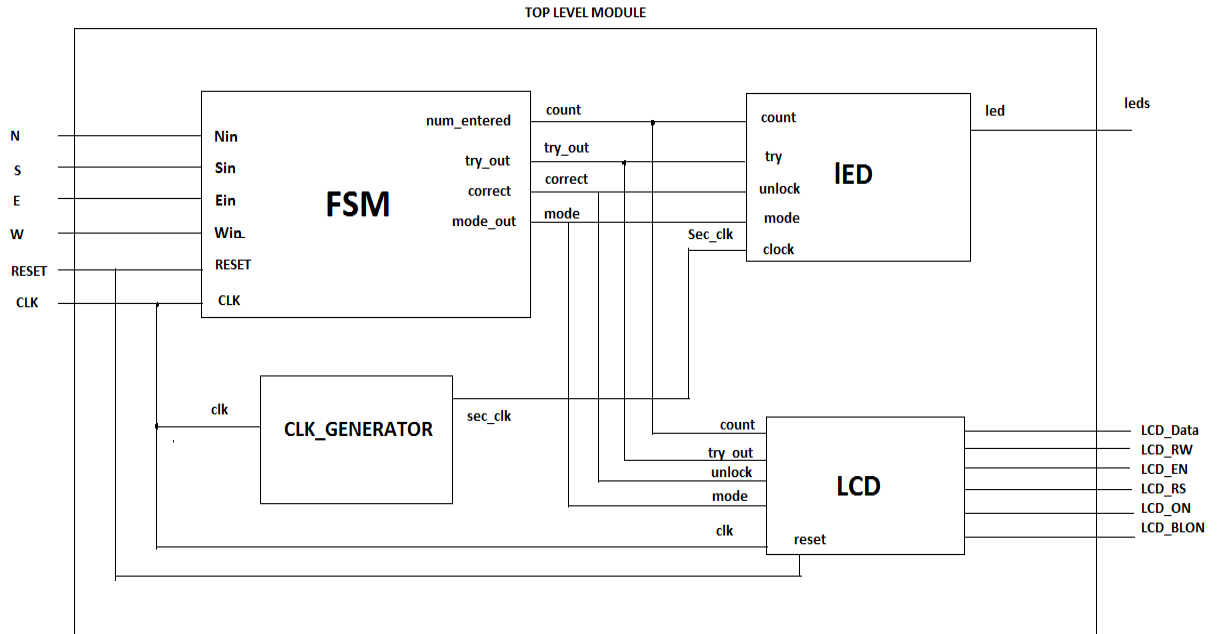 TOP LEVEL MODULE
N
S
E
W
RESET
CLK
Nin
Sin
Ein
Win
RESET
CLK
FSM
num_entered
try_out
correct
mode_out
count
try_out
correct
mode
Sec_clk
count
try
unlock
mode
clock
lED
led
leds
clk
CLK_GENERATOR
sec_clk
count
try_out
unlock
mode
clk
reset
LCD
LCD_Data
LCD_RW
LCD_EN
LCD_RS
LCD_ON
LCD_BLON